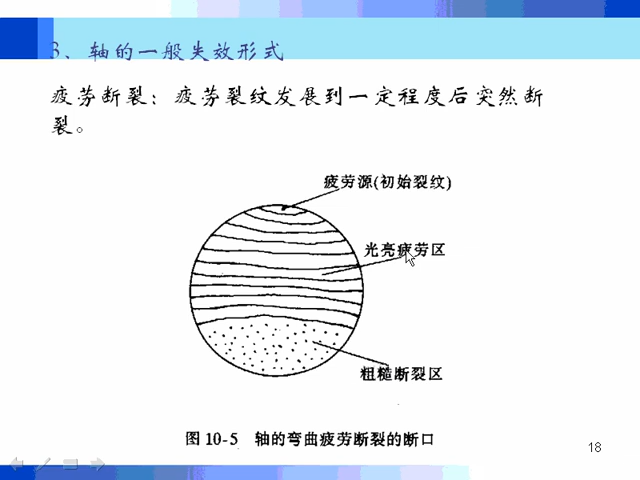 3、轴的一般失效形式
疲劳断裂：疲劳裂纹发展到一定程度后突然断
裂。
疲劳源(初始裂纹)
光亮疲劳区
粗糙断裂区
图 10-5 轴的弯曲疲劳断裂的断口
18